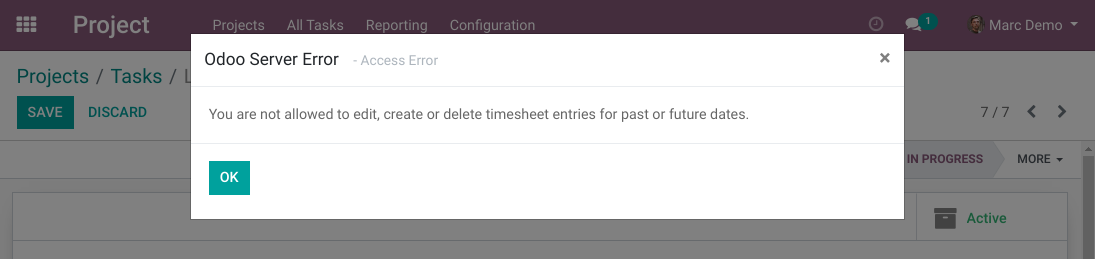 Project Projects All Tasks Reporting Configuration 1 Marc Demo
Odoo Server Error - Access Error ×
Projects / Tasks /
You are not allowed to edit, create or delete timesheet entries for past or future dates.
SAVE DISCARD 7 / 7
IN PROGRESS MORE
OK
Active